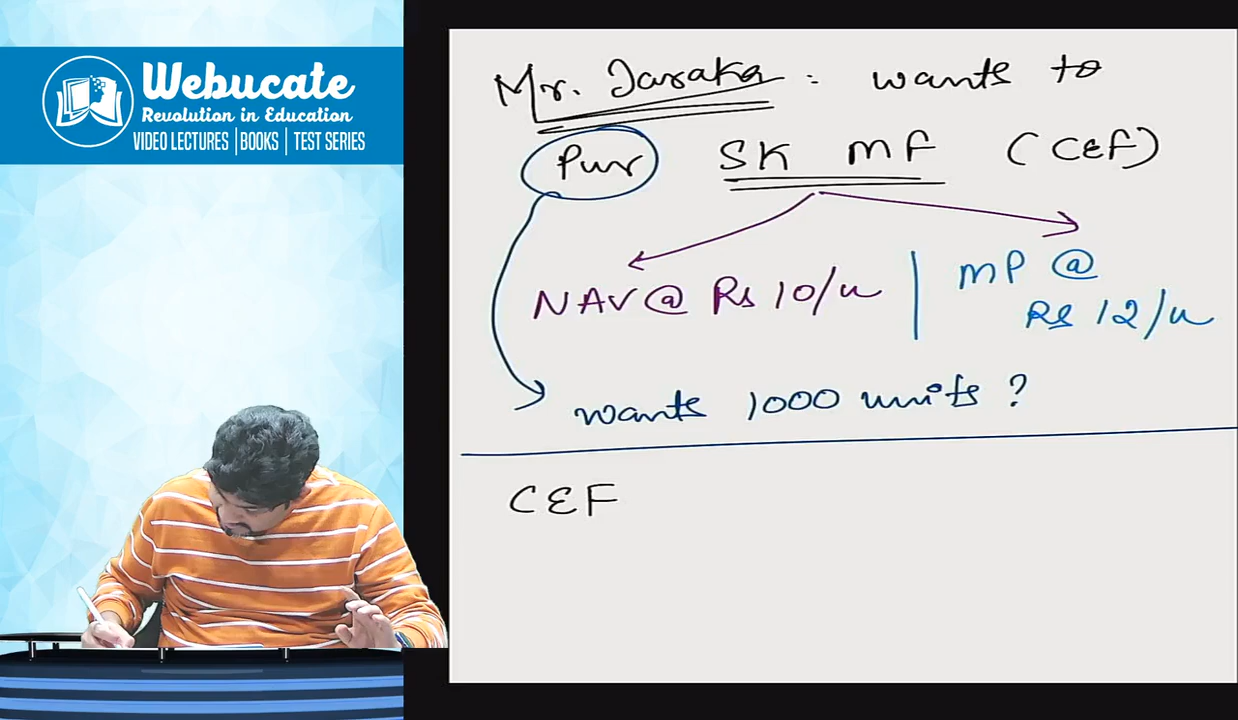 Webucate
Revolution in Education
VIDEO LECTURES | BOOKS | TEST SERIES
Mr. Taraka : wants to
Pur SK MF (CEF)
NAV @ Rs 10/u | MP @
Rs 12/u
wants 1000 units ?
CEF